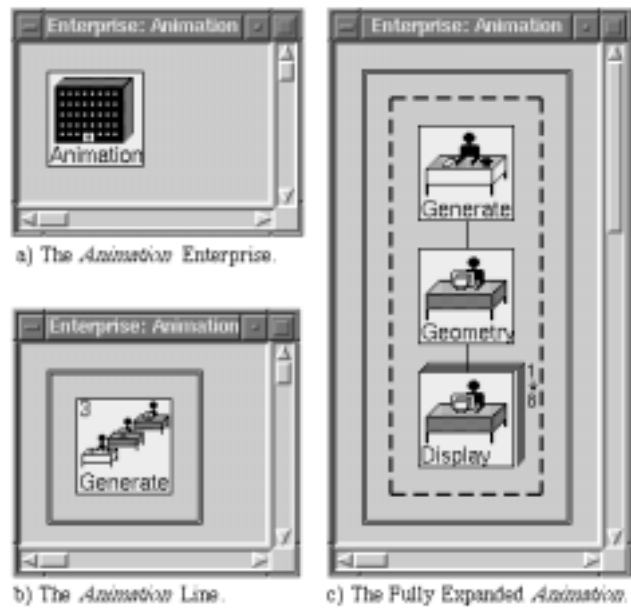 Enterprise: Animation
Animation
a) The Animation Enterprise.
Enterprise: Animation
3
Generate
b) The Animation Line.
Enterprise: Animation
Generate
Geometry
1
8
Display
c) The Fully Expanded Animation.